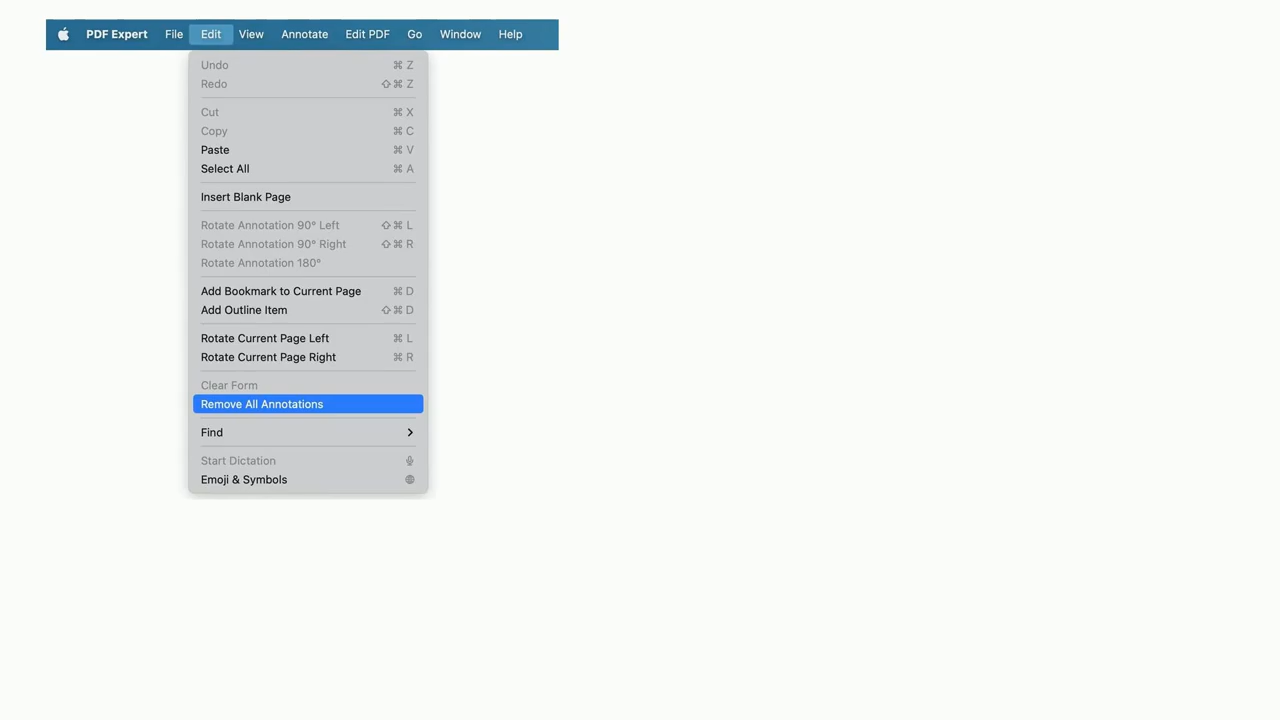 PDF Expert File Edit View Annotate Edit PDF Go Window Help
Undo ⌘ Z
Redo ⇧⌘ Z
Cut ⌘ X
Copy ⌘ C
Paste ⌘ V
Select All ⌘ A
Insert Blank Page
Rotate Annotation 90° Left ⇧⌘ L
Rotate Annotation 90° Right ⇧⌘ R
Rotate Annotation 180°
Add Bookmark to Current Page ⌘ D
Add Outline Item ⇧⌘ D
Rotate Current Page Left ⌘ L
Rotate Current Page Right ⌘ R
Clear Form
Remove All Annotations
Find
Start Dictation
Emoji & Symbols